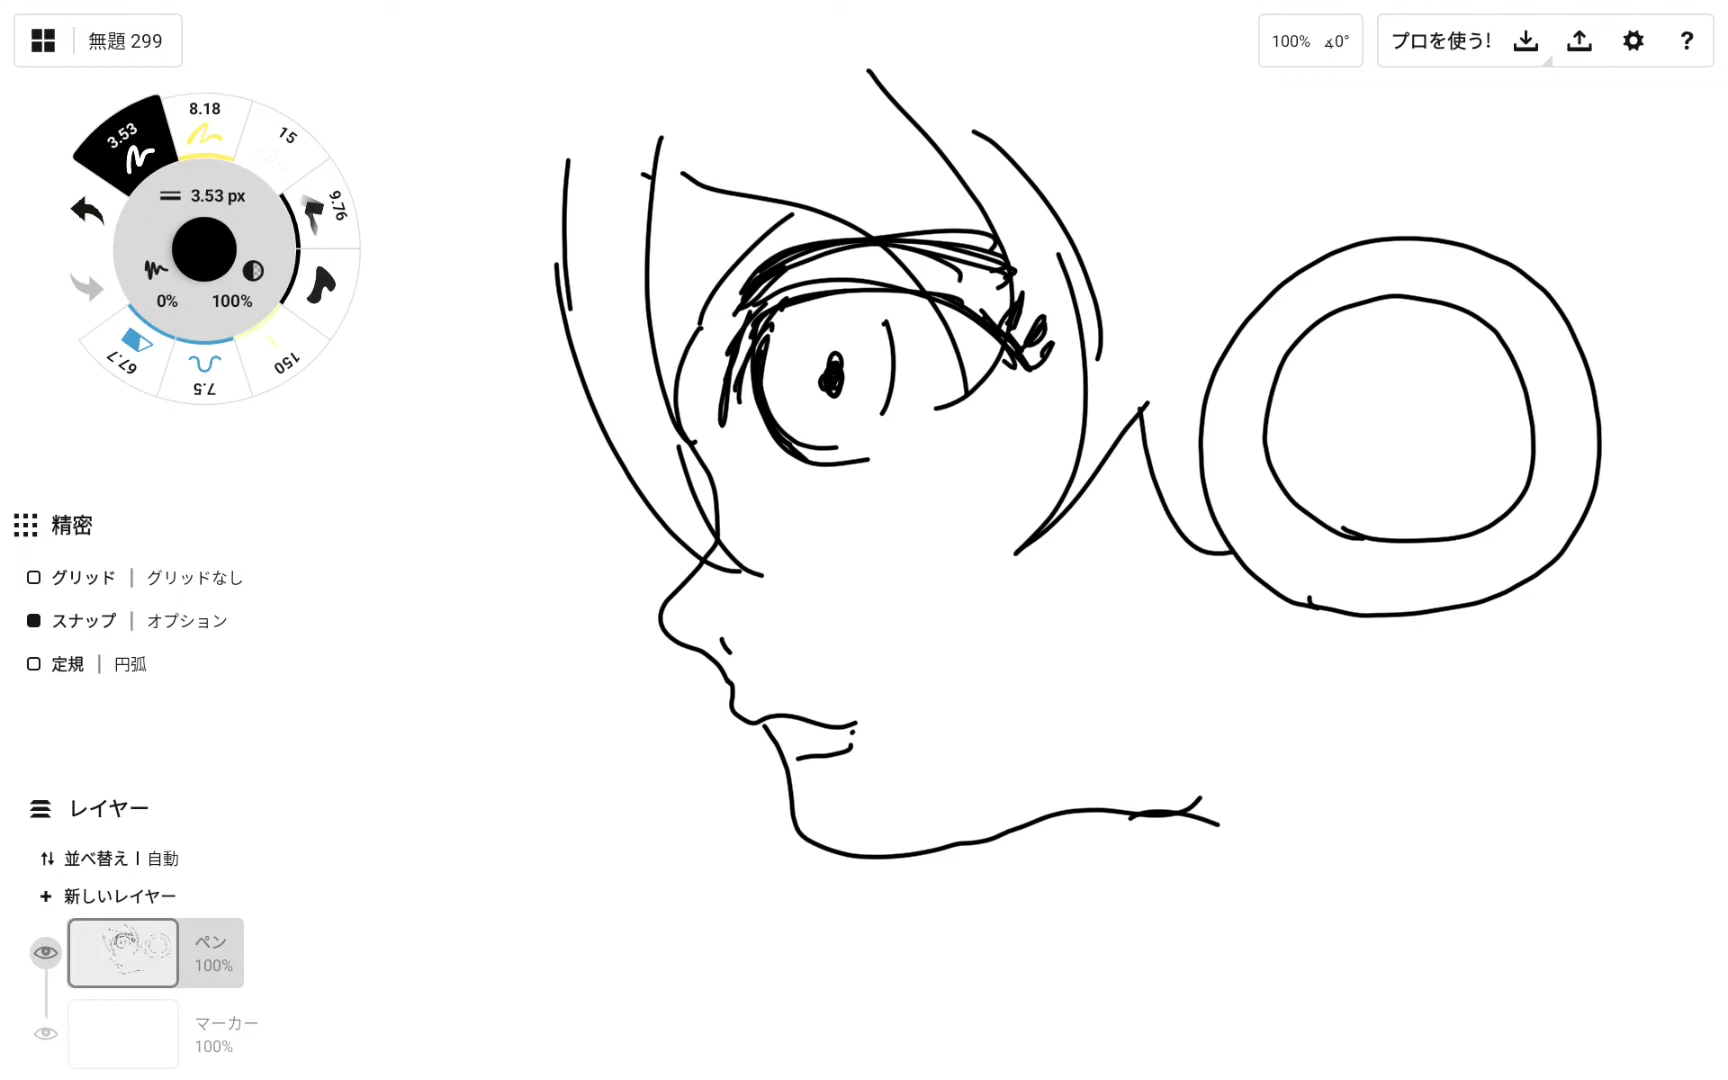 無題 299
100% ∡0°
プロを使う!
?
8.18
3.53
15
9.76
3.53 px
0% 100%
67.7
7.5
150
精密
グリッド | グリッドなし
スナップ | オプション
定規 | 円弧
レイヤー
並べ替え | 自動
+ 新しいレイヤー
ペン
100%
マーカー
100%